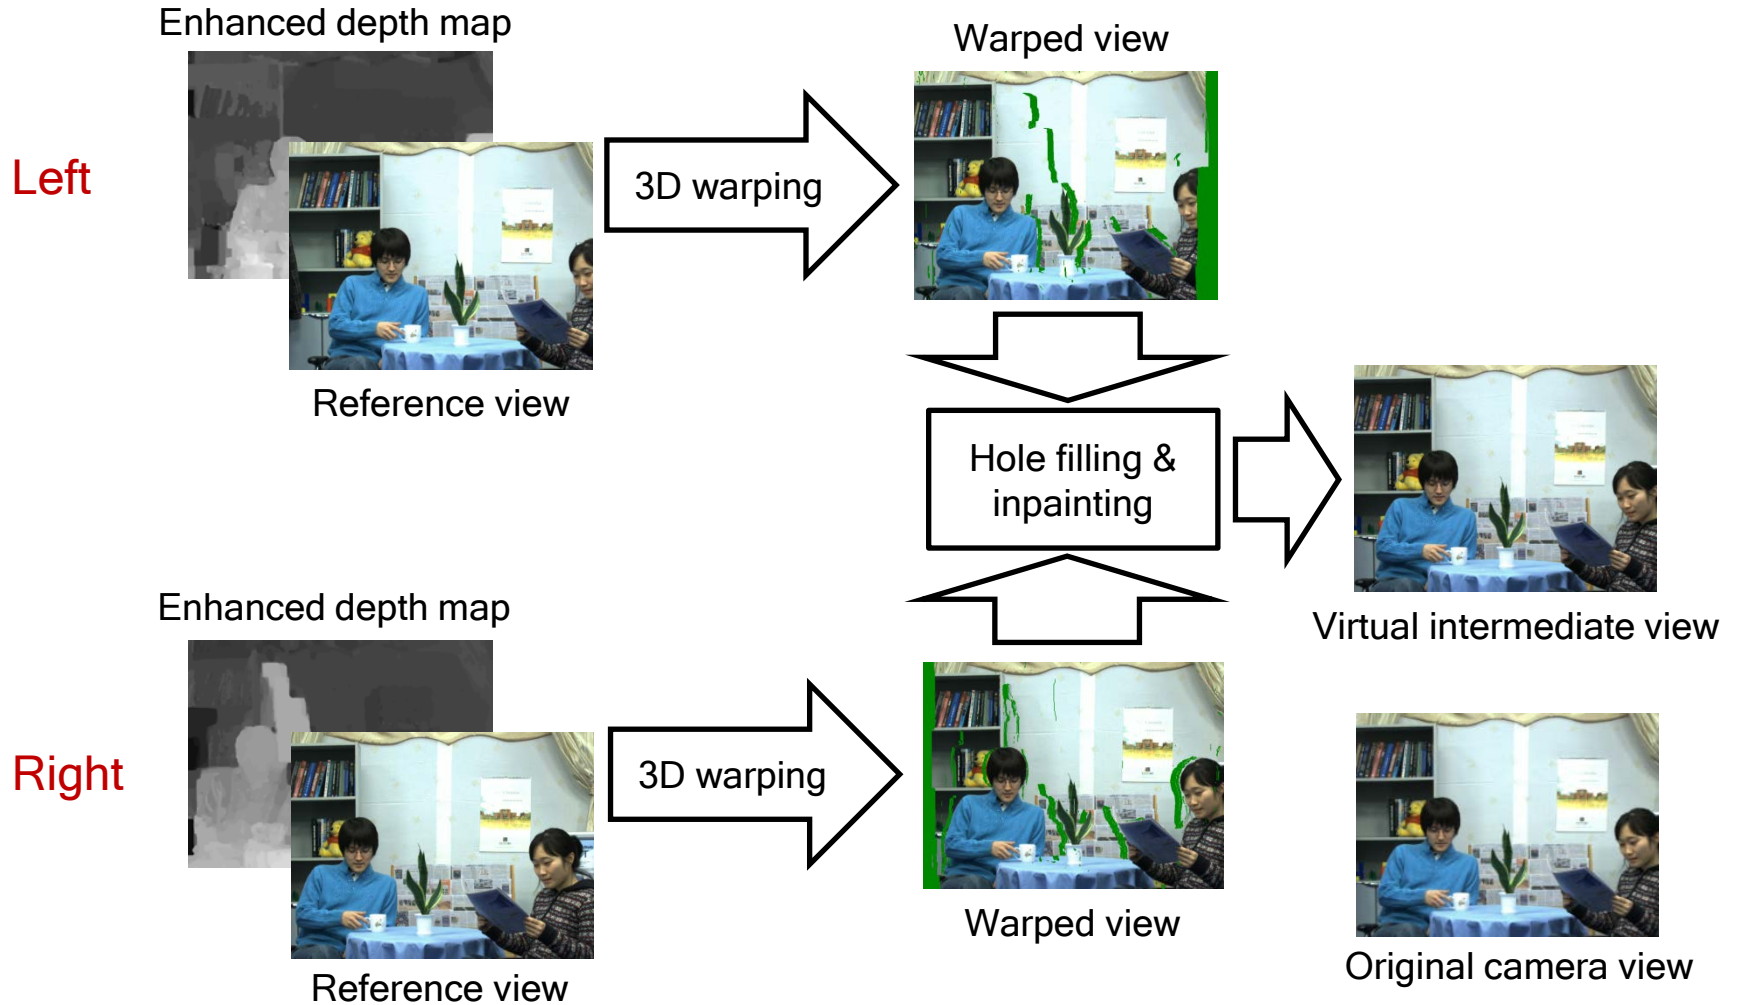 Enhanced depth map
Warped view
Left
3D warping
Reference view
Hole filling &
inpainting
Virtual intermediate view
Enhanced depth map
Right
3D warping
Warped view
Reference view
Original camera view